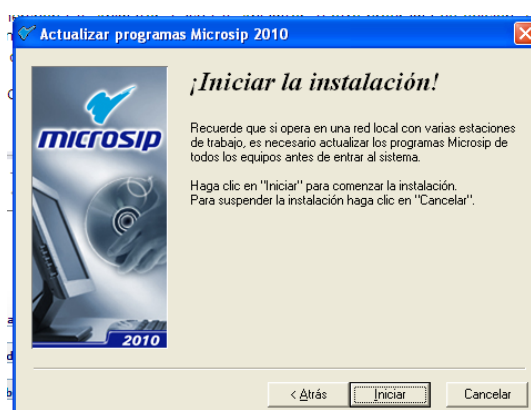 Actualizar programas Microsip 2010
¡Iniciar la instalación!
microsip
Recuerde que si opera en una red local con varias estaciones
de trabajo, es necesario actualizar los programas Microsip de
todos los equipos antes de entrar al sistema.
Haga clic en "Iniciar" para comenzar la instalación.
Para suspender la instalación haga clic en "Cancelar".
2010
< Atrás
Iniciar
Cancelar